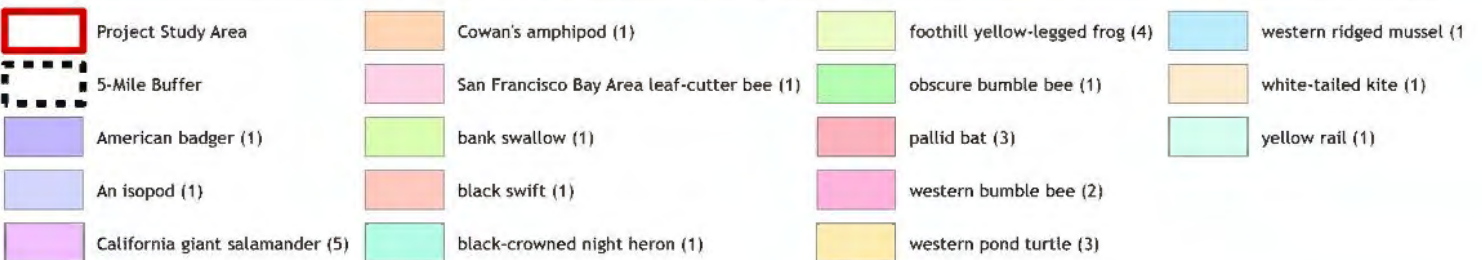 Project Study Area
5-Mile Buffer
American badger (1)
An isopod (1)
California giant salamander (5)
Cowan's amphipod (1)
San Francisco Bay Area leaf-cutter bee (1)
bank swallow (1)
black swift (1)
black-crowned night heron (1)
foothill yellow-legged frog (4)
obscure bumble bee (1)
pallid bat (3)
western bumble bee (2)
western pond turtle (3)
western ridged mussel (1
white-tailed kite (1)
yellow rail (1)